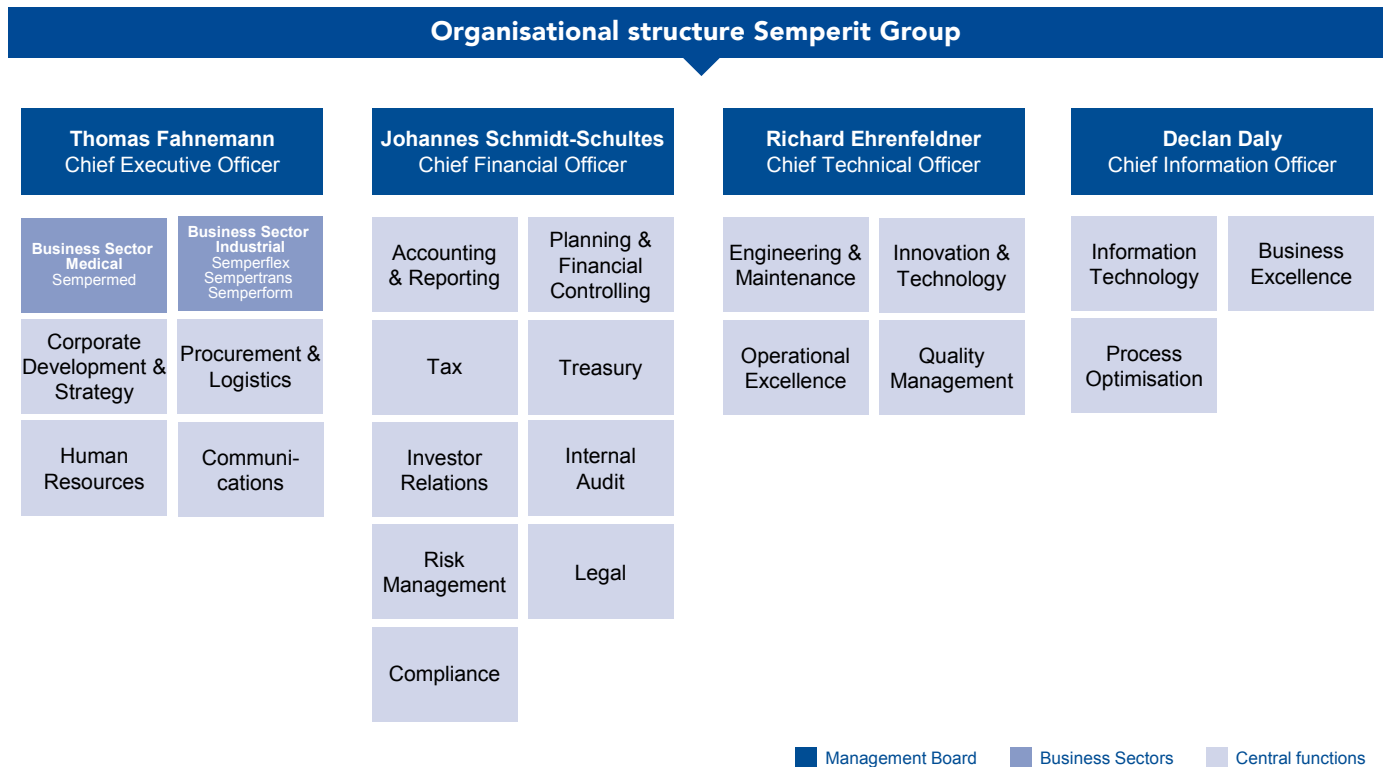 Organisational structure Semperit Group
Thomas Fahnemann
Chief Executive Officer
Business Sector
Medical
Sempermed
Business Sector
Industrial
Semperflex
Sempertrans
Semperform
Corporate
Development &
Strategy
Procurement &
Logistics
Human
Resources
Communi-
cations
Johannes Schmidt-Schultes
Chief Financial Officer
Accounting
& Reporting
Planning &
Financial
Controlling
Tax
Treasury
Investor
Relations
Internal
Audit
Risk
Management
Legal
Compliance
Richard Ehrenfeldner
Chief Technical Officer
Engineering &
Maintenance
Innovation &
Technology
Operational
Excellence
Quality
Management
Declan Daly
Chief Information Officer
Information
Technology
Business
Excellence
Process
Optimisation
Management Board
Business Sectors
Central functions